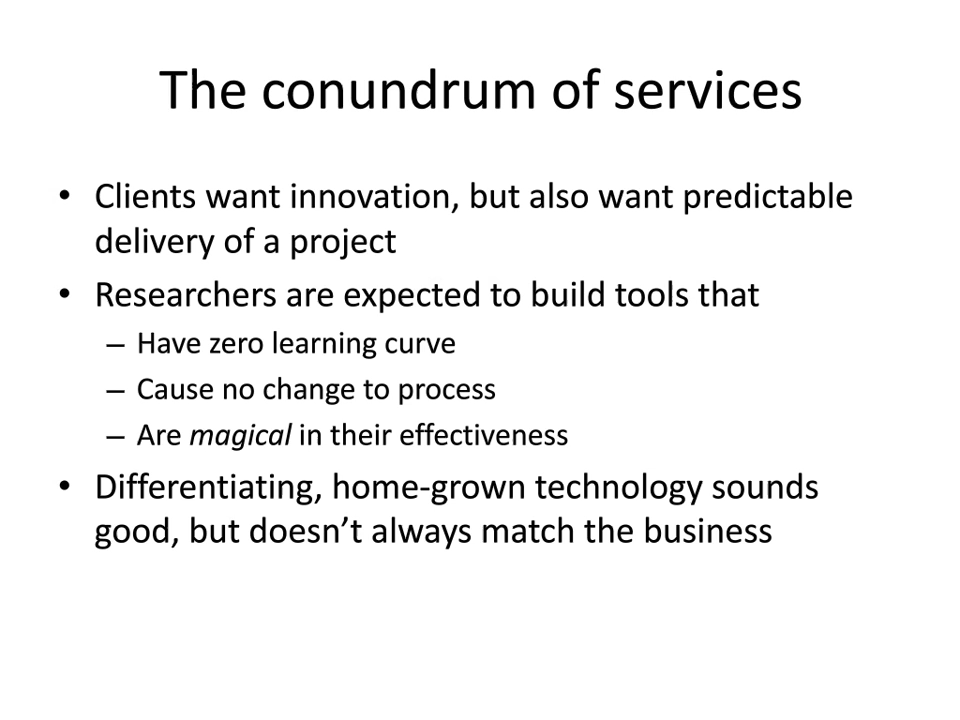 The conundrum of services
• Clients want innovation, but also want predictable
delivery of a project
• Researchers are expected to build tools that
– Have zero learning curve
– Cause no change to process
– Are magical in their effectiveness
• Differentiating, home-grown technology sounds
good, but doesn’t always match the business